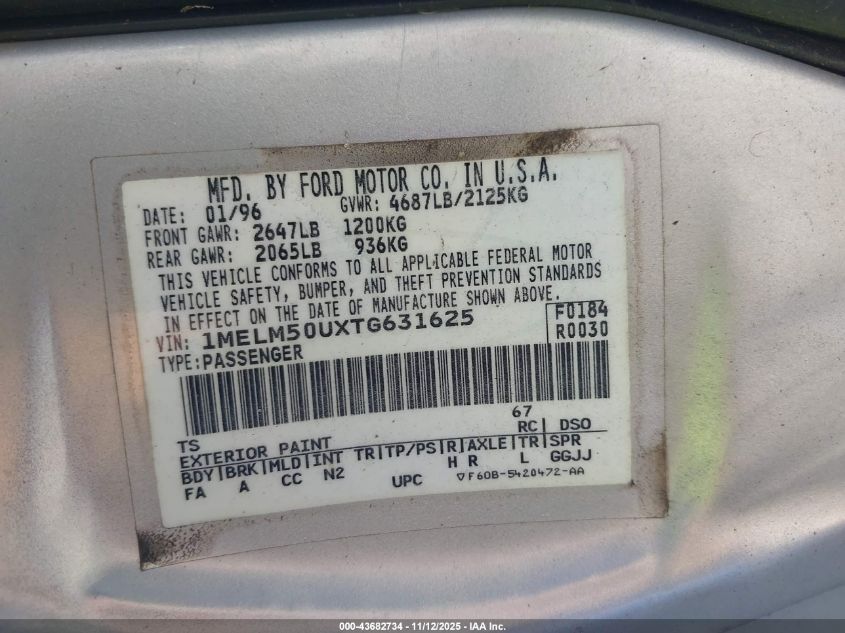 MFD. BY FORD MOTOR CO. IN U.S.A.
DATE: 01/96 GVWR: 4687LB/2125KG
FRONT GAWR: 2647LB 1200KG
REAR GAWR: 2065LB 936KG
THIS VEHICLE CONFORMS TO ALL APPLICABLE FEDERAL MOTOR
VEHICLE SAFETY, BUMPER, AND THEFT PREVENTION STANDARDS
IN EFFECT ON THE DATE OF MANUFACTURE SHOWN ABOVE.
VIN: 1MELM50UXTG631625 F0184
TYPE: PASSENGER R0030
67
TS RC DSO
EXTERIOR PAINT
BDY BRK MLD INT TR TP/PS R AXLE TR SPR
FA A CC N2 UPC H R L GGJJ
▽F60B-5420472-AA
000-43682734 - 11/12/2025 - IAA Inc.